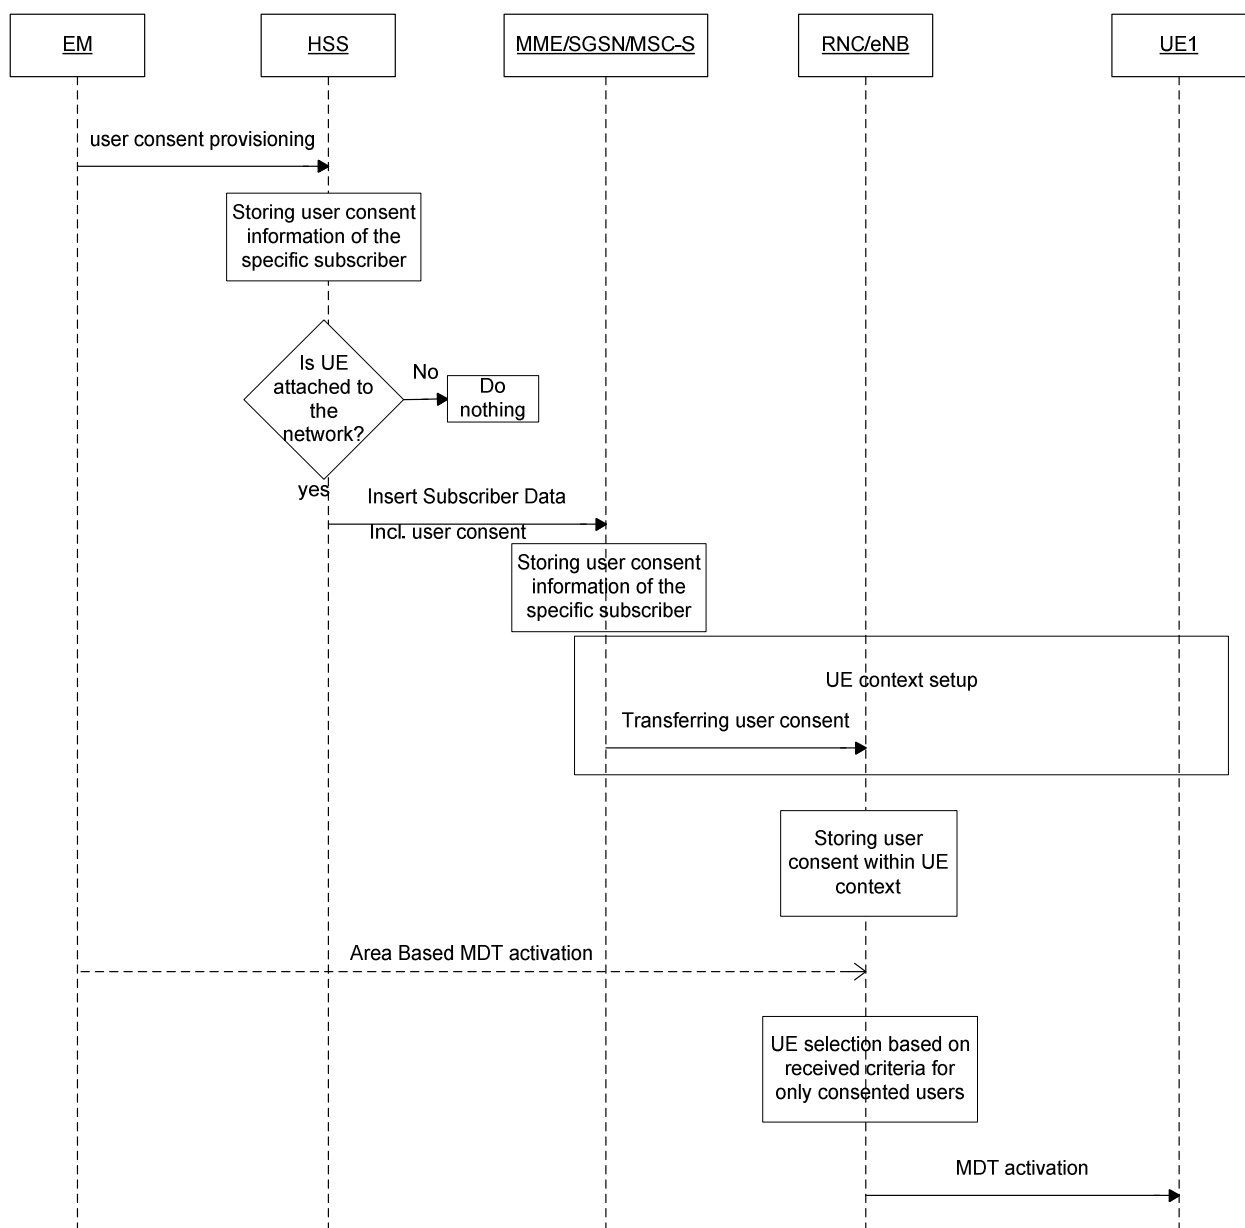 EM
HSS
MME/SGSN/MSC-S
RNC/eNB
UE1
user consent provisioning
Storing user consent
information of the
specific subscriber
Is UE
attached to
the
network?
No
Do
nothing
yes
Insert Subscriber Data
Incl. user consent
Storing user consent
information of the
specific subscriber
UE context setup
Transferring user consent
Storing user
consent within UE
context
Area Based MDT activation
UE selection based on
received criteria for
only consented users
MDT activation